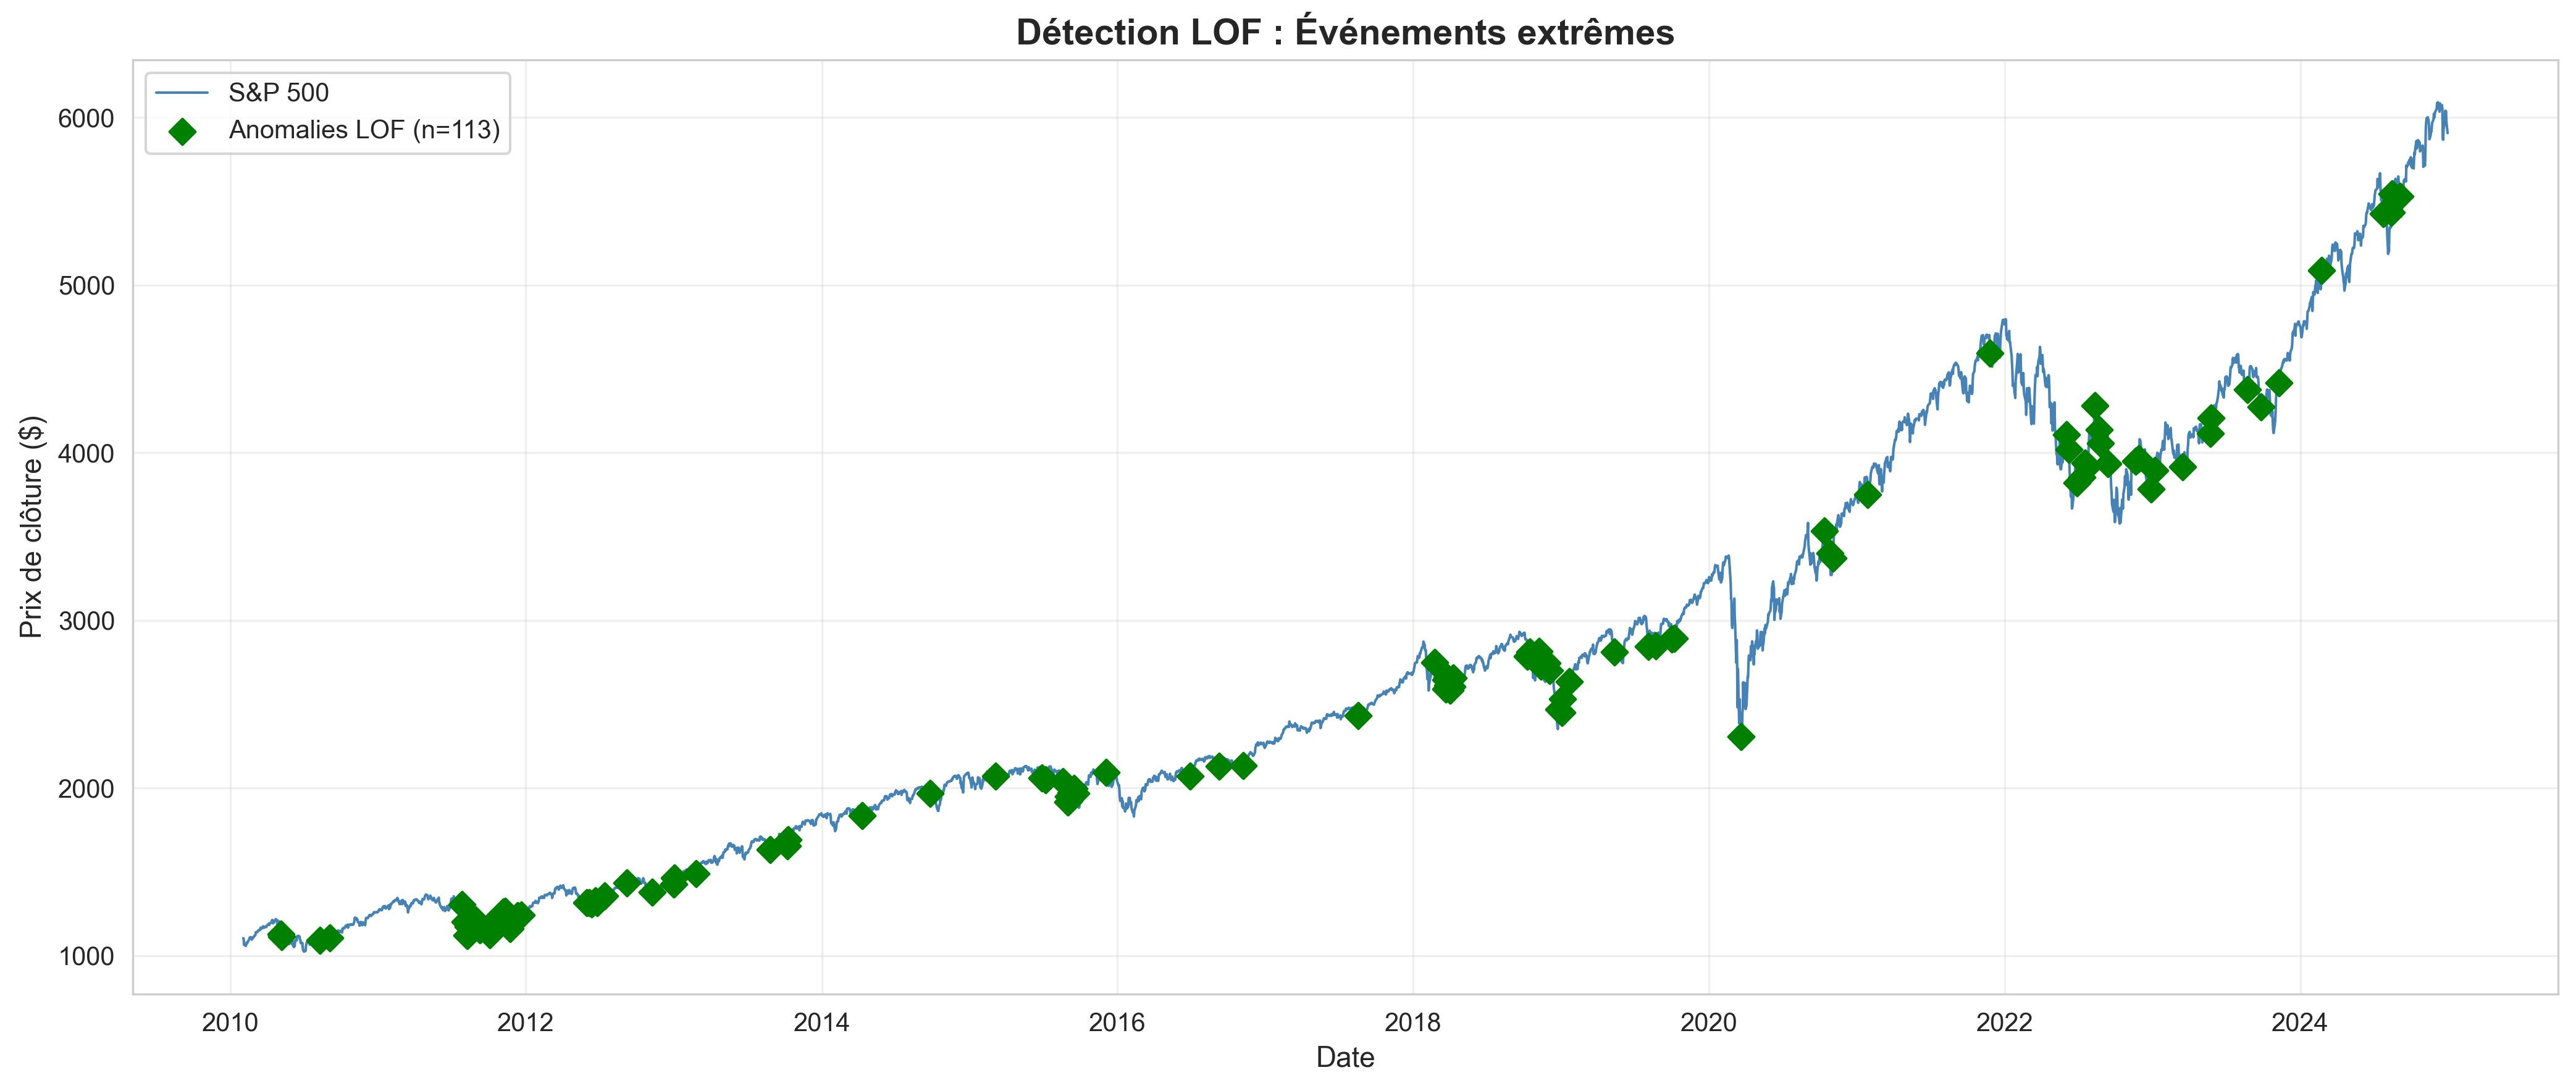 Détection LOF : Événements extrêmes
S&P 500
Anomalies LOF (n=113)
Prix de clôture ($)
6000
5000
4000
3000
2000
1000
2010
2012
2014
2016
2018
2020
2022
2024
Date